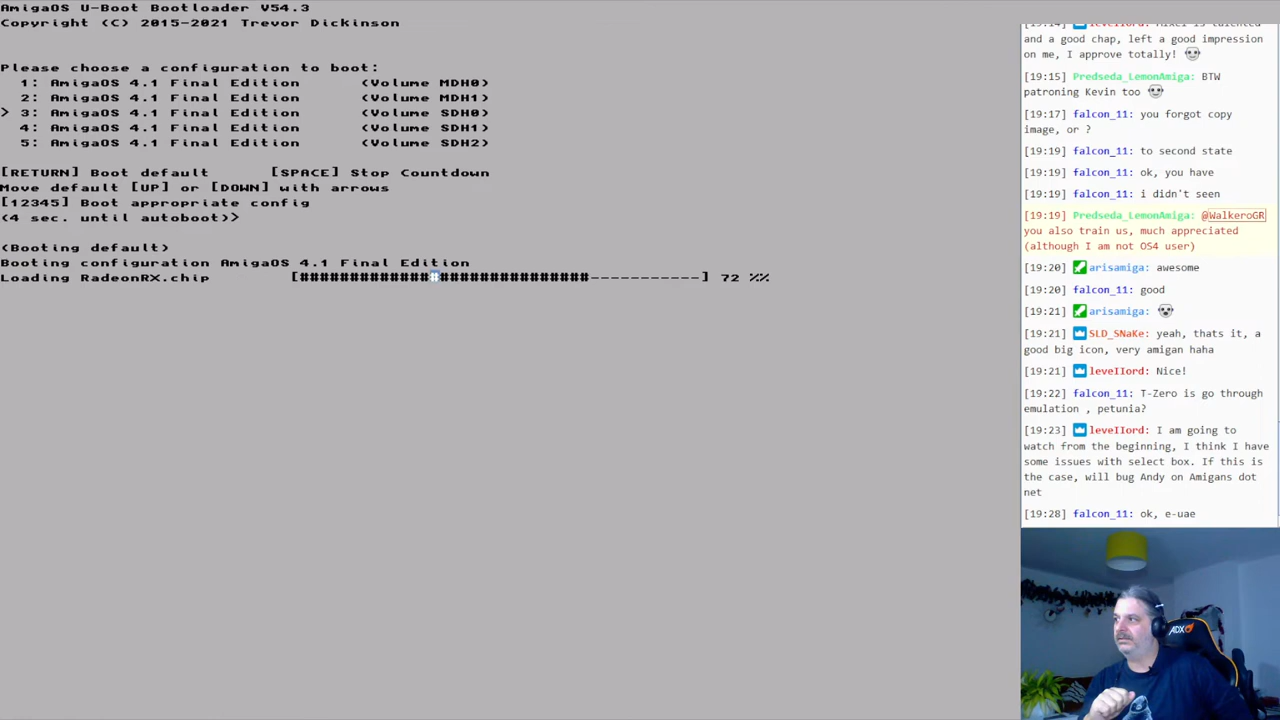 AmigaOS U-Boot Bootloader V54.3
Copyright (C) 2015-2021 Trevor Dickinson
Please choose a configuration to boot:
1: AmigaOS 4.1 Final Edition (Volume MDH0)
2: AmigaOS 4.1 Final Edition (Volume MDH1)
> 3: AmigaOS 4.1 Final Edition (Volume SDH0)
4: AmigaOS 4.1 Final Edition (Volume SDH1)
5: AmigaOS 4.1 Final Edition (Volume SDH2)
[RETURN] Boot default [SPACE] Stop Countdown
Move default [UP] or [DOWN] with arrows
[12345] Boot appropriate config
(4 sec. until autoboot)>
(Booting default)
Booting configuration AmigaOS 4.1 Final Edition
Loading RadeonRX.chip [#############################-----------] 72 %%
and a good chap, left a good impression
on me, I approve totally!
[19:15] Predseda_LemonAmiga: BTW
patroning Kevin too
[19:17] falcon_11: you forgot copy
image, or ?
[19:19] falcon_11: to second state
[19:19] falcon_11: ok, you have
[19:19] falcon_11: i didn't seen
[19:19] Predseda_LemonAmiga: @WalkeroGR
you also train us, much appreciated
(although I am not OS4 user)
[19:20] arisamiga: awesome
[19:20] falcon_11: good
[19:21] arisamiga:
[19:21] SLD_SNaKe: yeah, thats it, a
good big icon, very amigan haha
[19:21] leveIIord: Nice!
[19:22] falcon_11: T-Zero is go through
emulation , petunia?
[19:23] leveIIord: I am going to
watch from the beginning, I think I have
some issues with select box. If this is
the case, will bug Andy on Amigans dot
net
[19:28] falcon_11: ok, e-uae
ADX